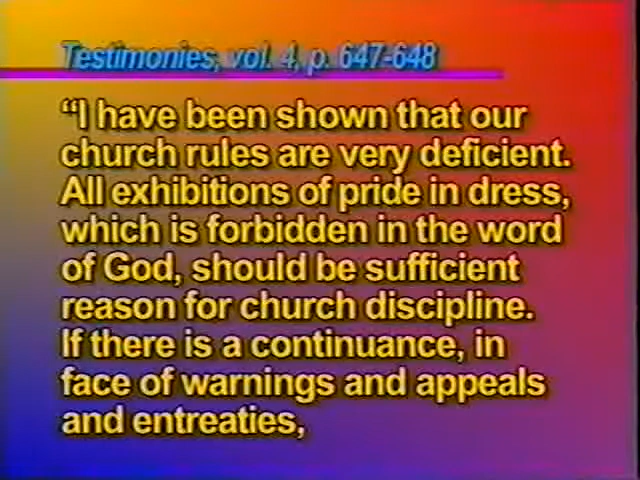 Testimonies, vol. 4, p. 647-648
“I have been shown that our
church rules are very deficient.
All exhibitions of pride in dress,
which is forbidden in the word
of God, should be sufficient
reason for church discipline.
If there is a continuance, in
face of warnings and appeals
and entreaties,